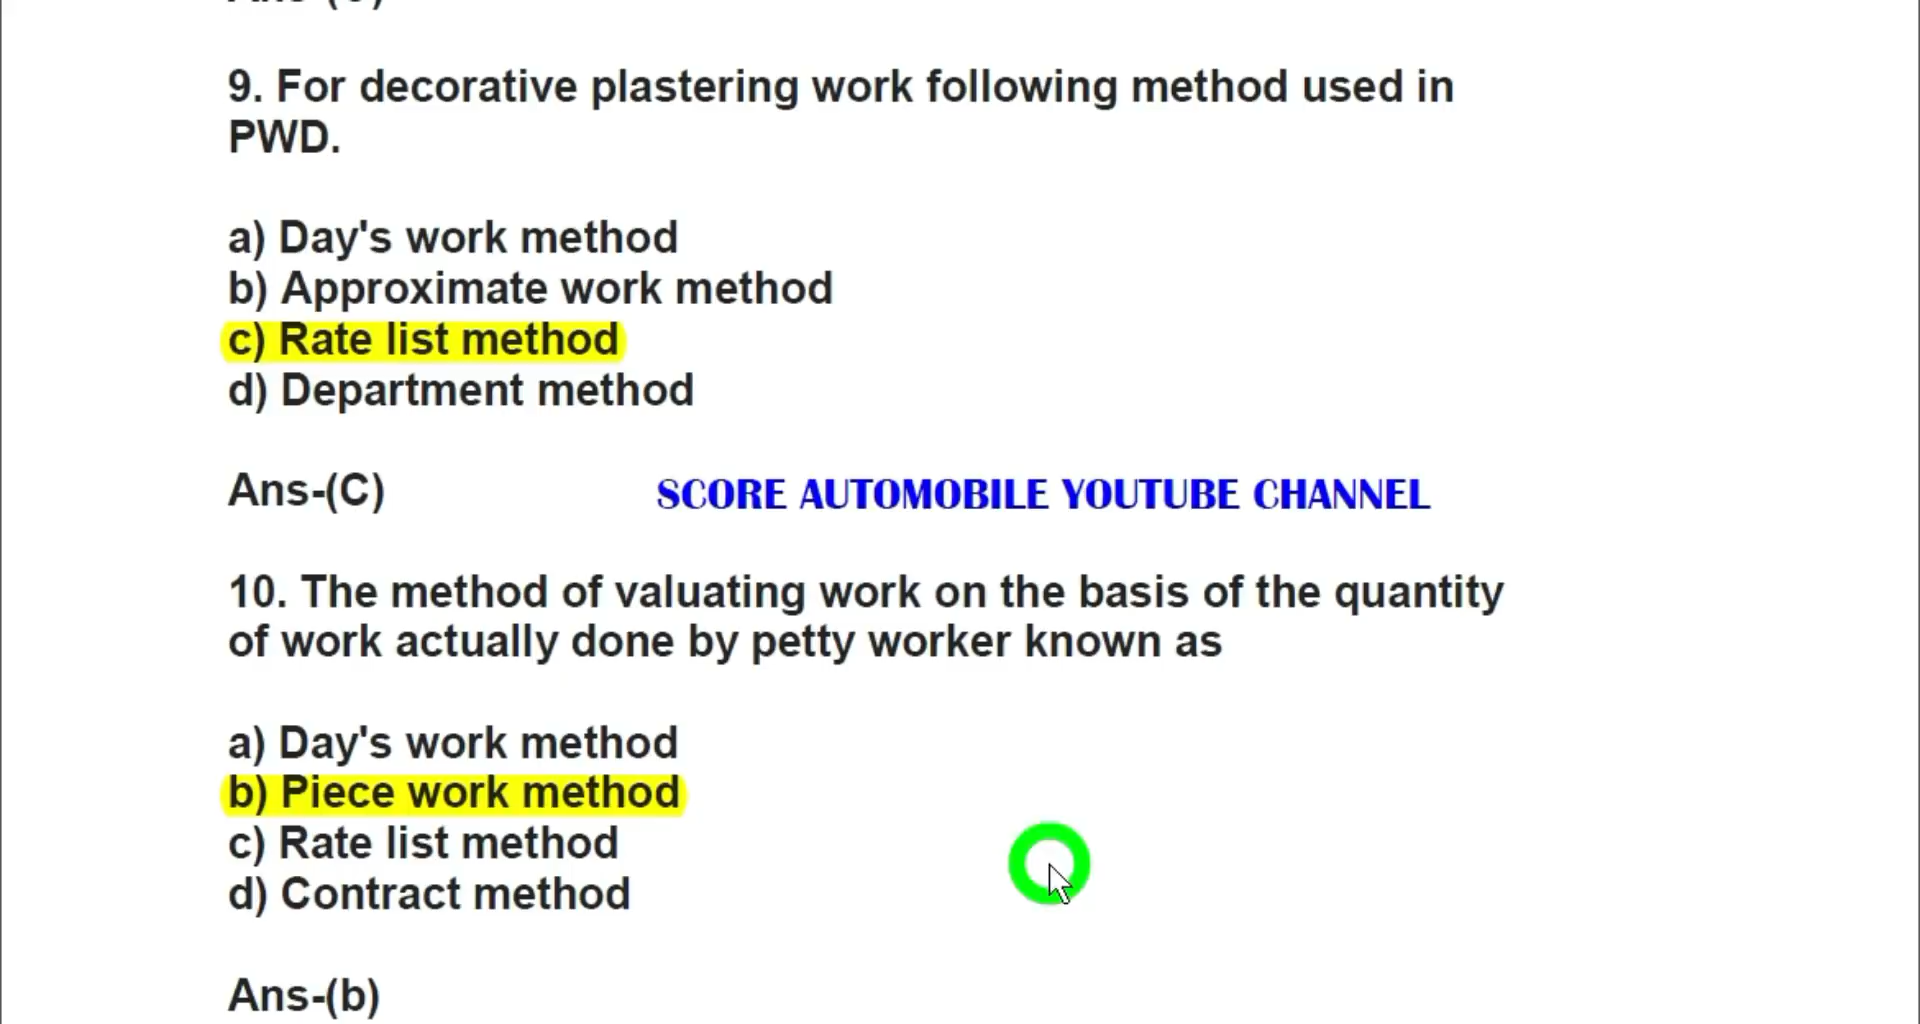 9. For decorative plastering work following method used in
PWD.
a) Day's work method
b) Approximate work method
c) Rate list method
d) Department method
Ans-(C)
SCORE AUTOMOBILE YOUTUBE CHANNEL
10. The method of valuating work on the basis of the quantity
of work actually done by petty worker known as
a) Day's work method
b) Piece work method
c) Rate list method
d) Contract method
Ans-(b)